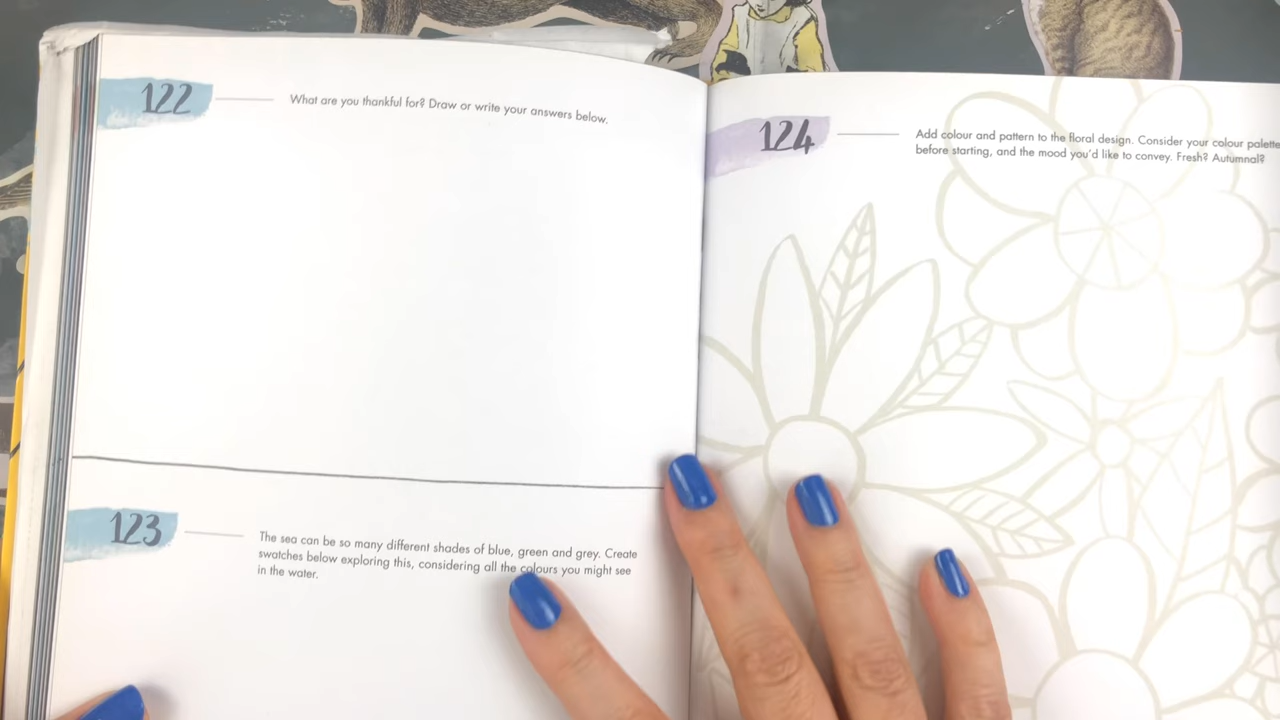 122
What are you thankful for? Draw or write your answers below.
123
The sea can be so many different shades of blue, green and grey. Create
swatches below exploring this, considering all the colours you might see
in the water.
124
Add colour and pattern to the floral design. Consider your colour palette
before starting, and the mood you'd like to convey. Fresh? Autumnal?